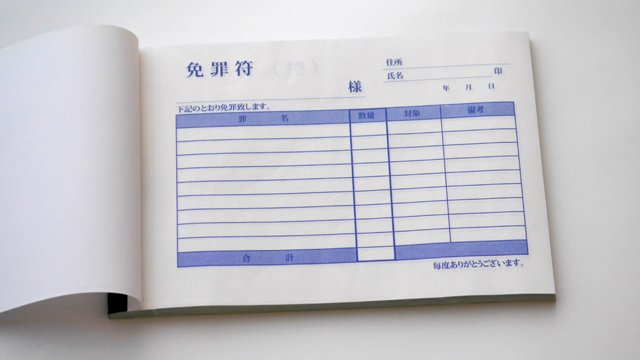 免罪符 (控)
住所
氏名 印
様
年 月 日
下記のとおり免罪致します。
罪名 数量 対象 備考
合計
毎度ありがとうございます。